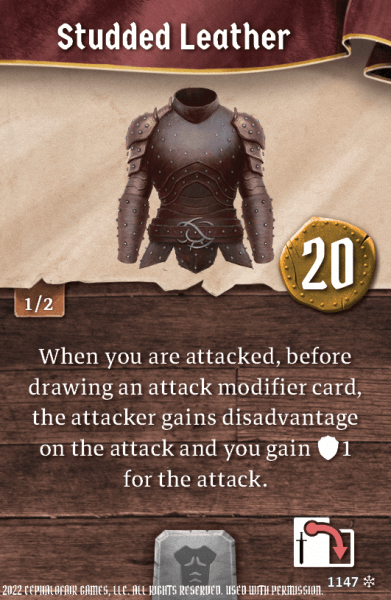 Studded Leather
20
1/2
When you are attacked, before
drawing an attack modifier card,
the attacker gains disadvantage
on the attack and you gain 1
for the attack.
1147
2022 CEPHALOFAIR GAMES, LLC. ALL RIGHTS RESERVED. USED WITH PERMISSION.